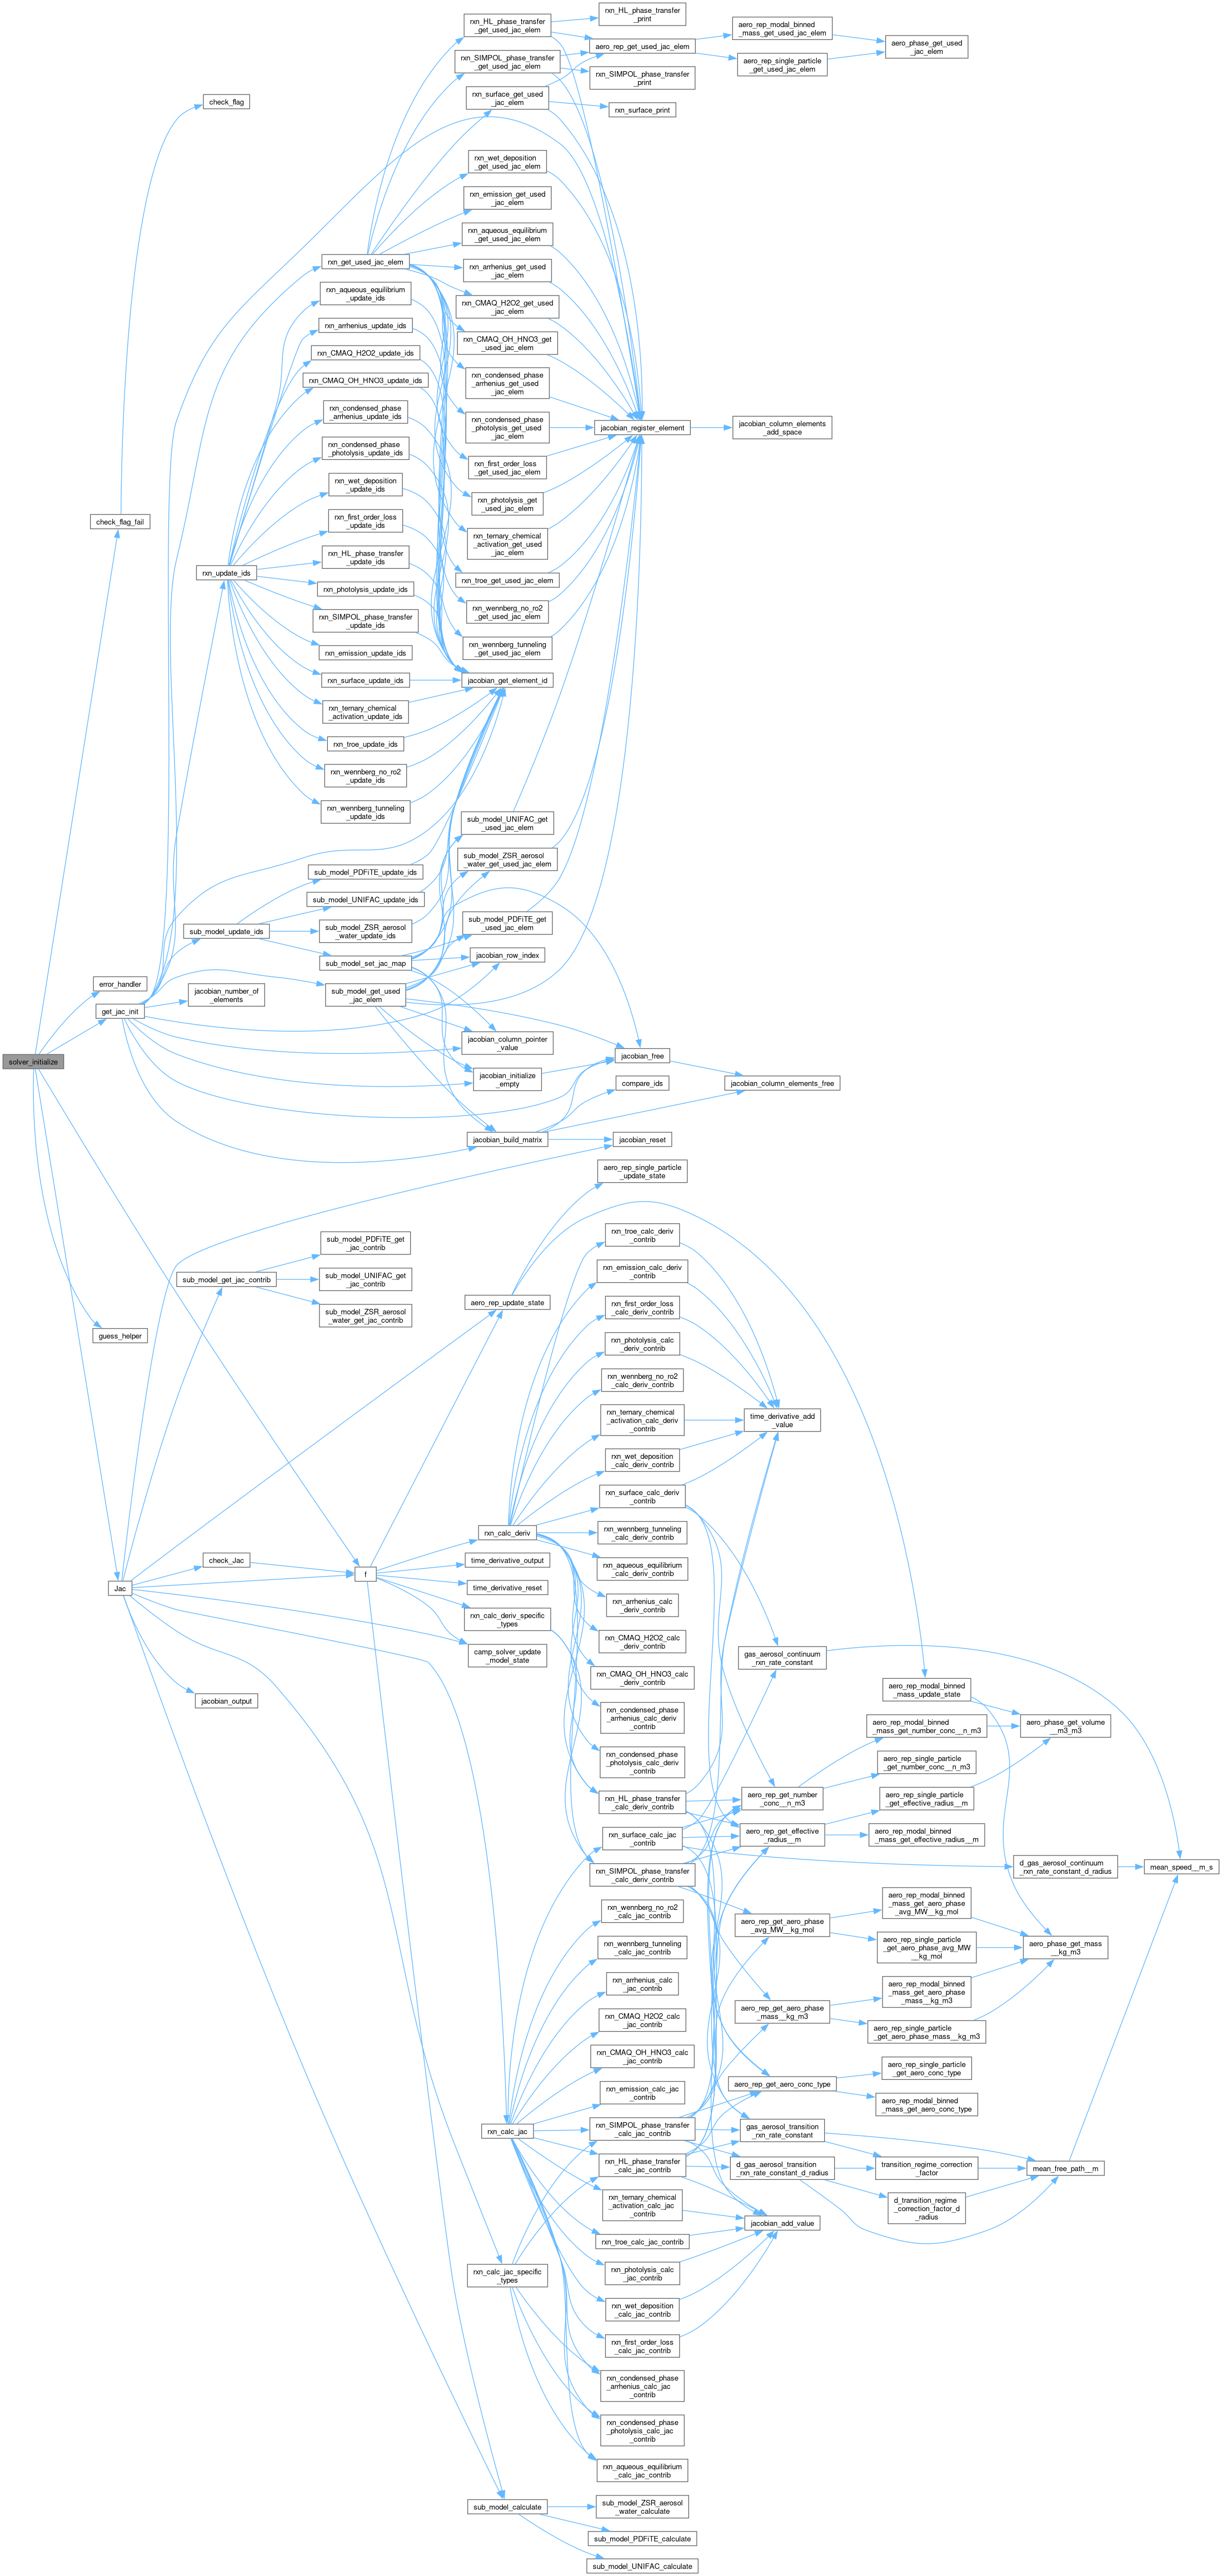 rxn_HL_phase_transfer
_print
rxn_HL_phase_transfer
_get_used_jac_elem
aero_rep_modal_binned
_mass_get_used_jac_elem
aero_rep_get_used_jac_elem
aero_phase_get_used
_jac_elem
rxn_SIMPOL_phase_transfer
_get_used_jac_elem
aero_rep_single_particle
_get_used_jac_elem
rxn_SIMPOL_phase_transfer
_print
rxn_surface_get_used
_jac_elem
check_flag
rxn_surface_print
rxn_wet_deposition
_get_used_jac_elem
rxn_emission_get_used
_jac_elem
rxn_aqueous_equilibrium
_get_used_jac_elem
rxn_get_used_jac_elem
rxn_arrhenius_get_used
_jac_elem
rxn_aqueous_equilibrium
_update_ids
rxn_CMAQ_H2O2_get_used
_jac_elem
rxn_arrhenius_update_ids
rxn_CMAQ_OH_HNO3_get
_used_jac_elem
rxn_CMAQ_H2O2_update_ids
rxn_condensed_phase
_arrhenius_get_used
_jac_elem
rxn_CMAQ_OH_HNO3_update_ids
rxn_condensed_phase
_arrhenius_update_ids
rxn_condensed_phase
_photolysis_get_used
_jac_elem
jacobian_register_element
jacobian_column_elements
_add_space
rxn_condensed_phase
_photolysis_update_ids
rxn_first_order_loss
_get_used_jac_elem
rxn_wet_deposition
_update_ids
rxn_photolysis_get
_used_jac_elem
check_flag_fail
rxn_first_order_loss
_update_ids
rxn_ternary_chemical
_activation_get_used
_jac_elem
rxn_HL_phase_transfer
_update_ids
rxn_update_ids
rxn_troe_get_used_jac_elem
rxn_photolysis_update_ids
rxn_wennberg_no_ro2
_get_used_jac_elem
rxn_SIMPOL_phase_transfer
_update_ids
rxn_wennberg_tunneling
_get_used_jac_elem
rxn_emission_update_ids
rxn_surface_update_ids
jacobian_get_element_id
rxn_ternary_chemical
_activation_update_ids
rxn_troe_update_ids
rxn_wennberg_no_ro2
_update_ids
rxn_wennberg_tunneling
_update_ids
sub_model_UNIFAC_get
_used_jac_elem
sub_model_ZSR_aerosol
_water_get_used_jac_elem
sub_model_PDFiTE_update_ids
sub_model_UNIFAC_update_ids
sub_model_PDFiTE_get
_used_jac_elem
sub_model_update_ids
sub_model_ZSR_aerosol
_water_update_ids
jacobian_row_index
sub_model_set_jac_map
error_handler
jacobian_number_of
_elements
sub_model_get_used
_jac_elem
get_jac_init
jacobian_column_pointer
_value
jacobian_free
solver_initialize
jacobian_initialize
_empty
compare_ids
jacobian_column_elements_free
jacobian_build_matrix
jacobian_reset
aero_rep_single_particle
_update_state
rxn_troe_calc_deriv
_contrib
sub_model_PDFiTE_get
_jac_contrib
rxn_emission_calc_deriv
_contrib
sub_model_get_jac_contrib
sub_model_UNIFAC_get
_jac_contrib
aero_rep_update_state
rxn_first_order_loss
_calc_deriv_contrib
sub_model_ZSR_aerosol
_water_get_jac_contrib
guess_helper
rxn_photolysis_calc
_deriv_contrib
rxn_wennberg_no_ro2
_calc_deriv_contrib
rxn_ternary_chemical
_activation_calc_deriv
_contrib
time_derivative_add
_value
rxn_wet_deposition
_calc_deriv_contrib
rxn_surface_calc_deriv
_contrib
rxn_calc_deriv
rxn_wennberg_tunneling
_calc_deriv_contrib
check_Jac
time_derivative_output
rxn_aqueous_equilibrium
_calc_deriv_contrib
f
Jac
time_derivative_reset
rxn_arrhenius_calc
_deriv_contrib
rxn_calc_deriv_specific
_types
rxn_CMAQ_H2O2_calc
_deriv_contrib
camp_solver_update
_model_state
gas_aerosol_continuum
_rxn_rate_constant
rxn_CMAQ_OH_HNO3_calc
_deriv_contrib
aero_rep_modal_binned
_mass_update_state
jacobian_output
rxn_condensed_phase
_arrhenius_calc_deriv
_contrib
aero_rep_modal_binned
_mass_get_number_conc__n_m3
aero_phase_get_volume
__m3_m3
rxn_condensed_phase
_photolysis_calc_deriv
_contrib
aero_rep_single_particle
_get_number_conc__n_m3
rxn_HL_phase_transfer
_calc_deriv_contrib
aero_rep_get_number
_conc__n_m3
aero_rep_single_particle
_get_effective_radius__m
rxn_surface_calc_jac
_contrib
aero_rep_get_effective
_radius__m
aero_rep_modal_binned
_mass_get_effective_radius__m
rxn_SIMPOL_phase_transfer
_calc_deriv_contrib
d_gas_aerosol_continuum
_rxn_rate_constant_d_radius
mean_speed__m_s
rxn_wennberg_no_ro2
_calc_jac_contrib
aero_rep_get_aero_phase
_avg_MW__kg_mol
aero_rep_modal_binned
_mass_get_aero_phase
_avg_MW__kg_mol
rxn_wennberg_tunneling
_calc_jac_contrib
aero_rep_single_particle
_get_aero_phase_avg_MW
__kg_mol
aero_phase_get_mass
__kg_m3
rxn_arrhenius_calc
_jac_contrib
aero_rep_modal_binned
_mass_get_aero_phase
_mass__kg_m3
rxn_CMAQ_H2O2_calc
_jac_contrib
aero_rep_get_aero_phase
_mass__kg_m3
aero_rep_single_particle
_get_aero_phase_mass__kg_m3
rxn_CMAQ_OH_HNO3_calc
_jac_contrib
aero_rep_single_particle
_get_aero_conc_type
rxn_emission_calc_jac
_contrib
aero_rep_get_aero_conc_type
aero_rep_modal_binned
_mass_get_aero_conc_type
rxn_calc_jac
rxn_SIMPOL_phase_transfer
_calc_jac_contrib
gas_aerosol_transition
_rxn_rate_constant
rxn_HL_phase_transfer
_calc_jac_contrib
d_gas_aerosol_transition
_rxn_rate_constant_d_radius
transition_regime_correction
_factor
mean_free_path__m
rxn_ternary_chemical
_activation_calc_jac
_contrib
d_transition_regime
_correction_factor_d
_radius
jacobian_add_value
rxn_troe_calc_jac_contrib
rxn_calc_jac_specific
_types
rxn_photolysis_calc
_jac_contrib
rxn_wet_deposition
_calc_jac_contrib
rxn_first_order_loss
_calc_jac_contrib
rxn_condensed_phase
_arrhenius_calc_jac
_contrib
rxn_condensed_phase
_photolysis_calc_jac
_contrib
rxn_aqueous_equilibrium
_calc_jac_contrib
sub_model_calculate
sub_model_ZSR_aerosol
_water_calculate
sub_model_PDFiTE_calculate
sub_model_UNIFAC_calculate